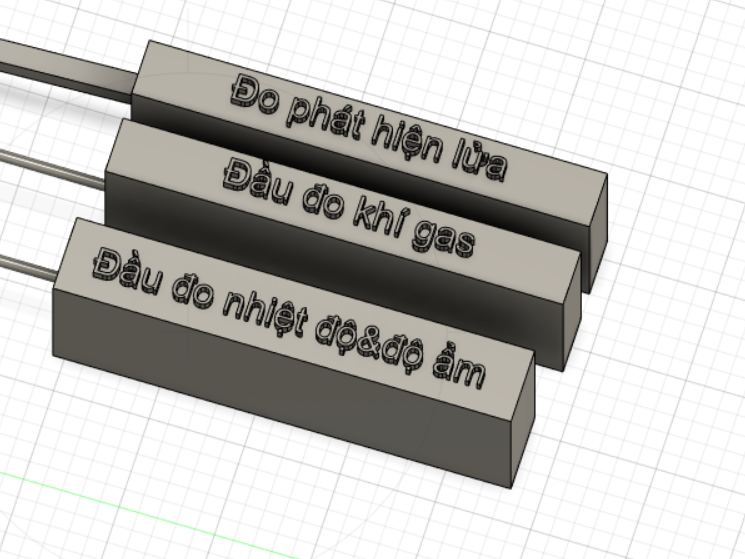 Đo phát hiện lửa
Đầu đo khí gas
Đầu đo nhiệt độ&độ ẩm